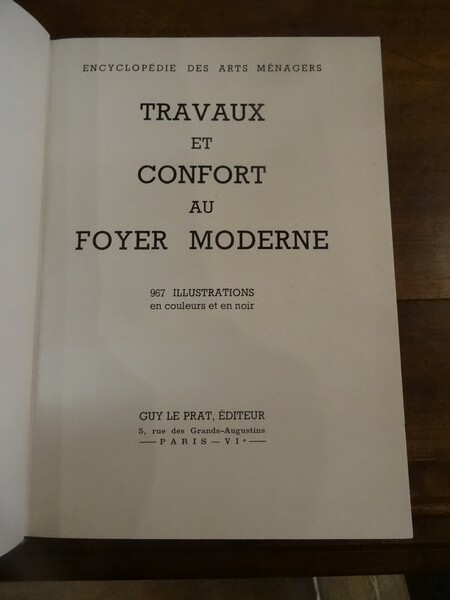 ENCYCLOPÉDIE DES ARTS MÉNAGERS
TRAVAUX
ET
CONFORT
AU
FOYER MODERNE
967 ILLUSTRATIONS
en couleurs et en noir
GUY LE PRAT, ÉDITEUR
5, rue des Grands-Augustins
— PARIS — VIe —